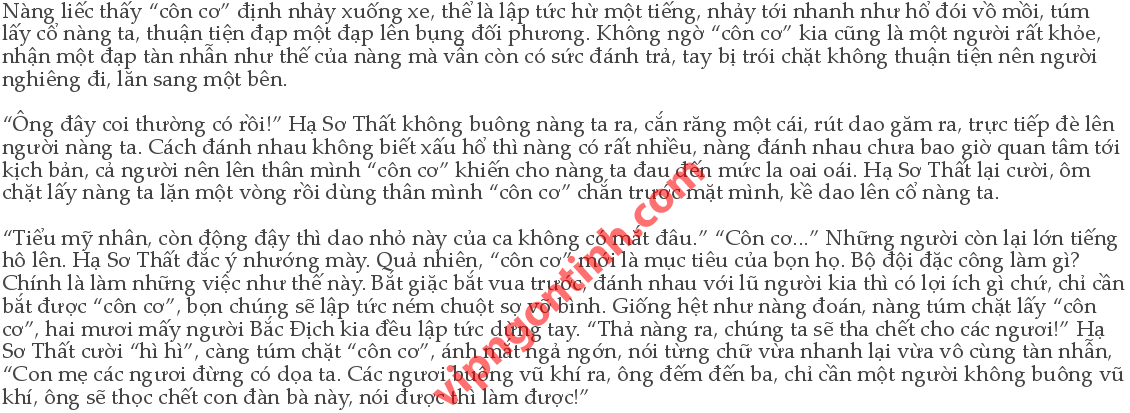 Nàng liếc thấy “côn cơ” định nhảy xuống xe, thể là lập tức hừ một tiếng, nhảy tới nhanh như hổ đói vồ mồi, túm
lấy cổ nàng ta, thuận tiện đạp một đạp lên bụng đối phương. Không ngờ “côn cơ” kia cũng là một người rất khỏe,
nhận một đạp tàn nhẫn như thế của nàng mà vẫn còn có sức đánh trả, tay bị trói chặt không thuận tiện nên người
nghiêng đi, lăn sang một bên.
“Ông đây coi thường có rồi!” Hạ Sơ Thất không buông nàng ta ra, cắn răng một cái, rút dao găm ra, trực tiếp đè lên
người nàng ta. Cách đánh nhau không biết xấu hổ thì nàng có rất nhiều, nàng đánh nhau chưa bao giờ quan tâm tới
kịch bản, cả người nên lên thân mình “côn cơ” khiến cho nàng ta đau đến mức la oai oái. Hạ Sơ Thất lại cười, ôm
chặt lấy nàng ta lặn một vòng rồi dùng thân mình “côn cơ” chắn trước mặt mình, kề dao lên cổ nàng ta.
“Tiểu mỹ nhân, còn động đậy thì dao nhỏ này của ca không có mắt đâu.” “Côn cơ...” Những người còn lại lớn tiếng
hô lên. Hạ Sơ Thất đắc ý nhướng mày. Quả nhiên, “côn cơ” mới là mục tiêu của bọn họ. Bộ đội đặc công làm gì?
Chính là làm những việc như thế này. Bắt giặc bắt vua trước, đánh nhau với lũ người kia thì có lợi ích gì chứ, chỉ cần
bắt được “côn cơ”, bọn chúng sẽ lập tức ném chuột sợ vỡ bình. Giống hệt như nàng đoán, nàng túm chặt lấy “côn
cơ”, hai mươi mấy người Bắc Địch kia đều lập tức dừng tay. “Thả nàng ra, chúng ta sẽ tha chết cho các ngươi!” Hạ
Sơ Thất cười “hì hì”, càng túm chặt “côn cơ”, ánh mắt ngả ngớn, nói từng chữ vừa nhanh lại vừa vô cùng tàn nhẫn,
“Con mẹ các ngươi đừng có dọa ta. Các ngươi buông vũ khí ra, ông đếm đến ba, chỉ cần một người không buông vũ
khí, ông sẽ thọc chết con đàn bà này, nói được thì làm được!”
vipngontinh.com